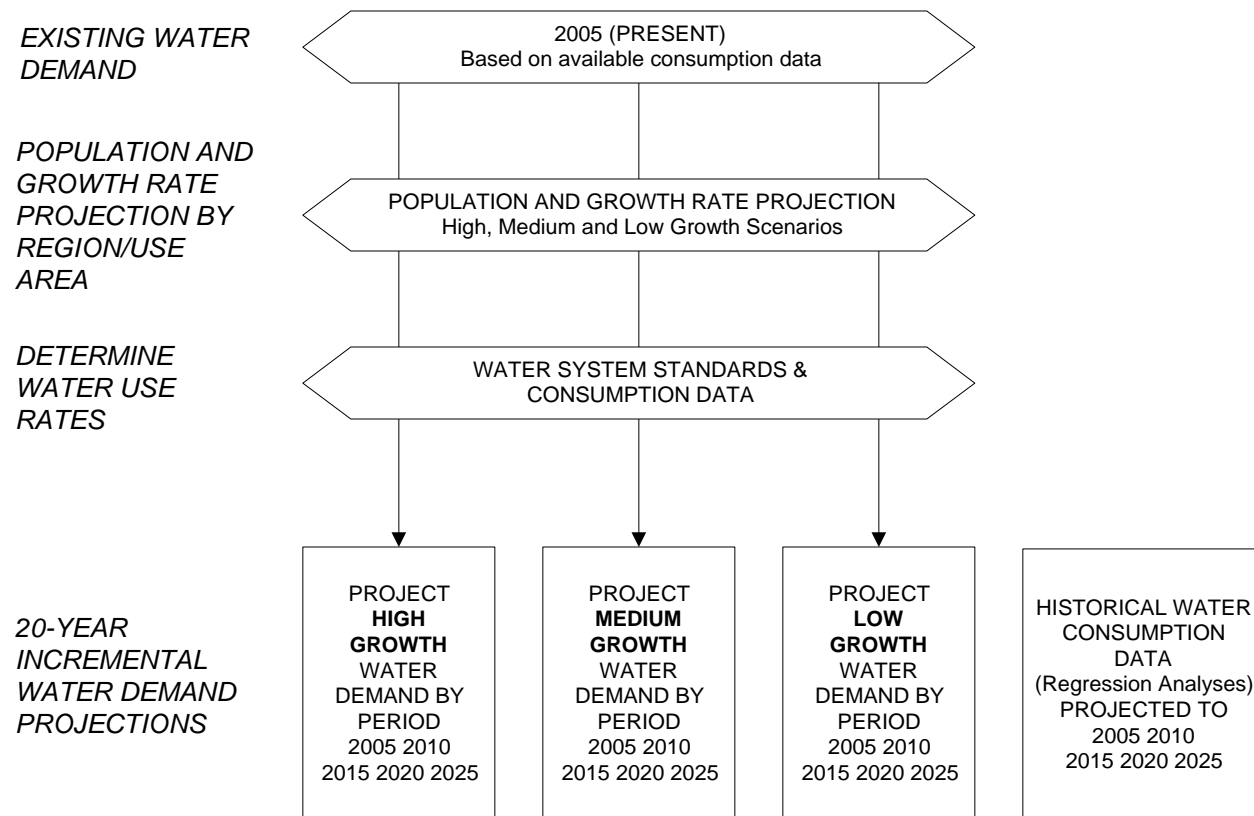 EXISTING WATER
DEMAND
2005 (PRESENT)
Based on available consumption data
POPULATION AND
GROWTH RATE
PROJECTION BY
REGION/USE
AREA
POPULATION AND GROWTH RATE PROJECTION
High, Medium and Low Growth Scenarios
DETERMINE
WATER USE
RATES
WATER SYSTEM STANDARDS &
CONSUMPTION DATA
20-YEAR
INCREMENTAL
WATER DEMAND
PROJECTIONS
PROJECT
HIGH
GROWTH
WATER
DEMAND BY
PERIOD
2005 2010
2015 2020 2025
PROJECT
MEDIUM
GROWTH
WATER
DEMAND BY
PERIOD
2005 2010
2015 2020 2025
PROJECT
LOW
GROWTH
WATER
DEMAND BY
PERIOD
2005 2010
2015 2020 2025
HISTORICAL WATER
CONSUMPTION
DATA
(Regression Analyses)
PROJECTED TO
2005 2010
2015 2020 2025